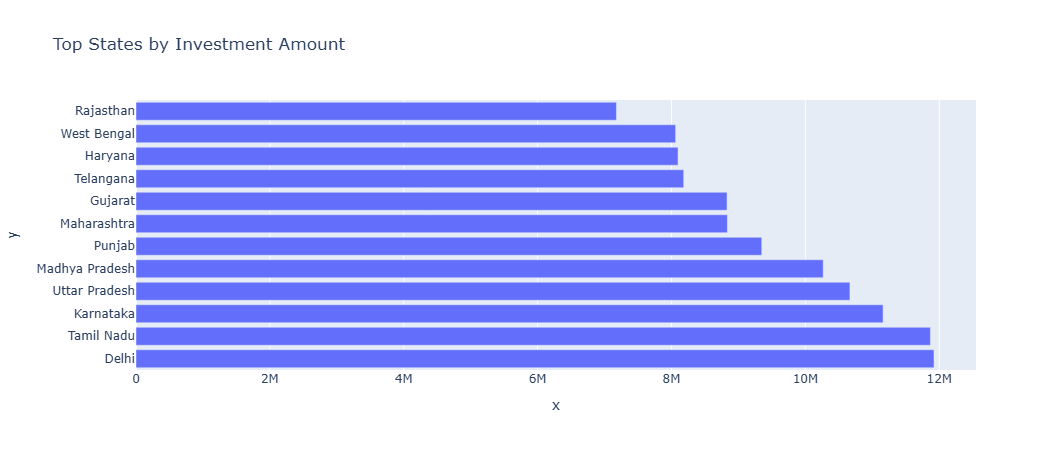 Top States by Investment Amount
Rajasthan
West Bengal
Haryana
Telangana
Gujarat
Maharashtra
Punjab
Madhya Pradesh
Uttar Pradesh
Karnataka
Tamil Nadu
Delhi
y
0 2M 4M 6M 8M 10M 12M
x